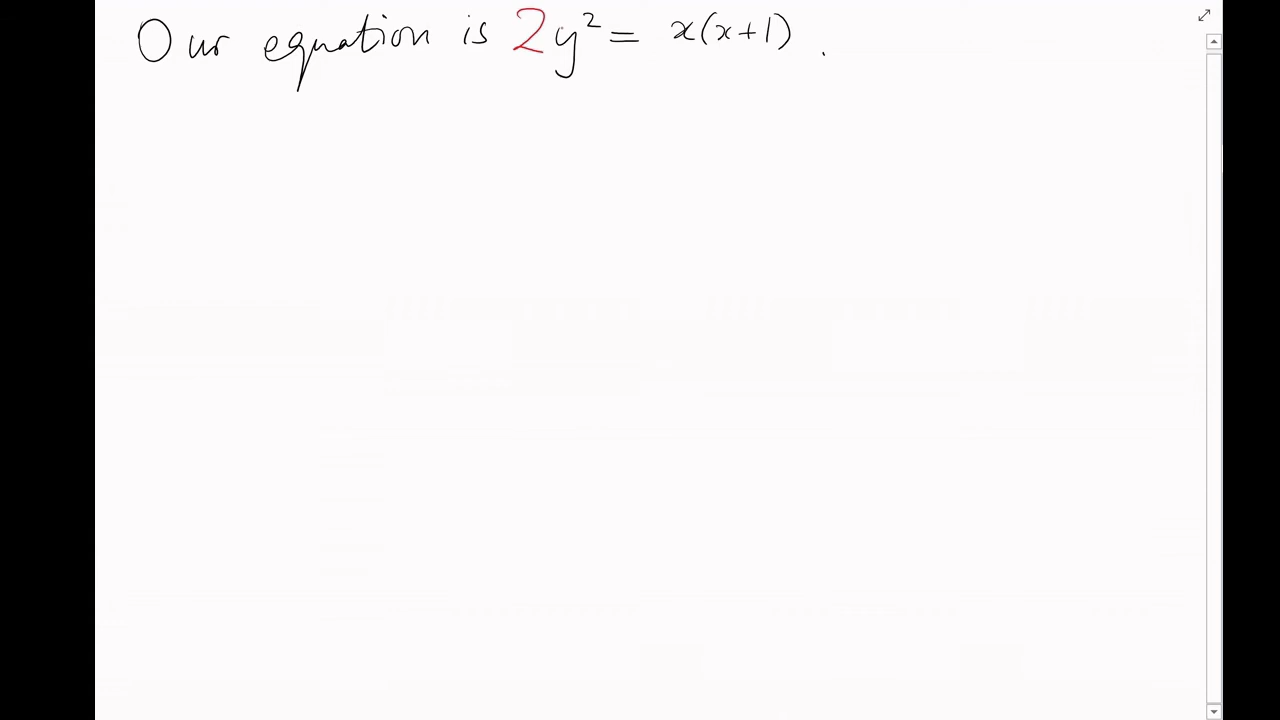 Our equation is 2y² = x(x+1) .